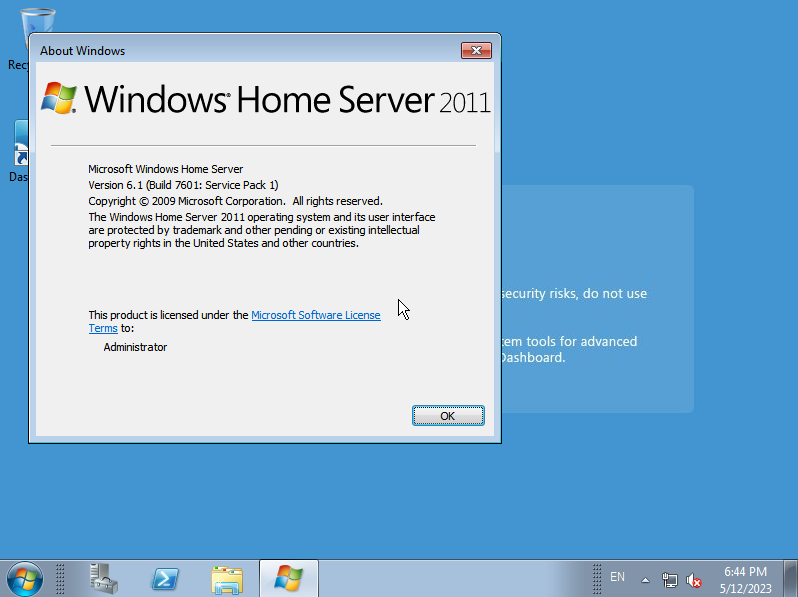 Rec
About Windows
Windows® Home Server 2011
Das
Microsoft Windows Home Server
Version 6.1 (Build 7601: Service Pack 1)
Copyright © 2009 Microsoft Corporation.  All rights reserved.
The Windows Home Server 2011 operating system and its user interface
are protected by trademark and other pending or existing intellectual
property rights in the United States and other countries.
security risks, do not use
This product is licensed under the Microsoft Software License
Terms to:
tem tools for advanced
Dashboard.
Administrator
OK
EN
6:44 PM
5/12/2023